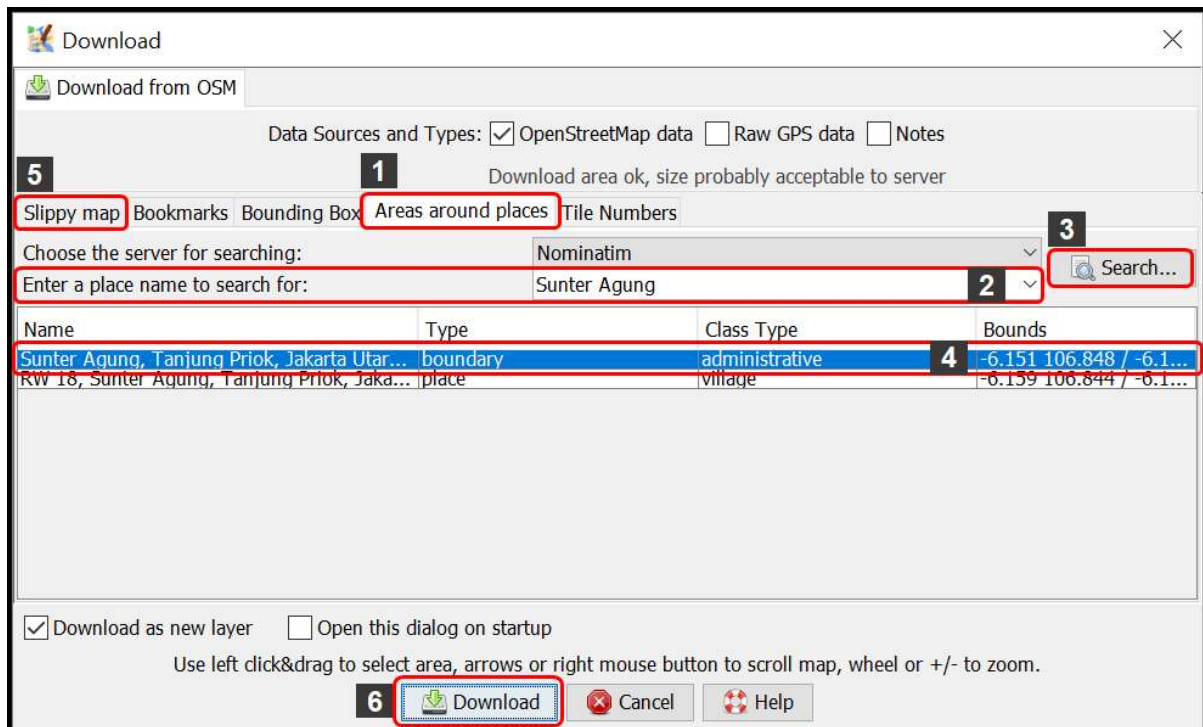 Download
Download from OSM
Data Sources and Types: OpenStreetMap data Raw GPS data Notes
5 1 Download area ok, size probably acceptable to server
Slippy map Bookmarks Bounding Box Areas around places Tile Numbers
3
Choose the server for searching: Nominatim
Search...
Enter a place name to search for: Sunter Agung 2
Name Type Class Type Bounds
Sunter Agung, Tanjung Priok, Jakarta Utar... boundary administrative 4 -6.151 106.848 / -6.1...
RW 18, Sunter Agung, Tanjung Priok, Jaka... place village -6.159 106.844 / -6.1...
Download as new layer Open this dialog on startup
Use left click&drag to select area, arrows or right mouse button to scroll map, wheel or +/- to zoom.
6 Download Cancel Help